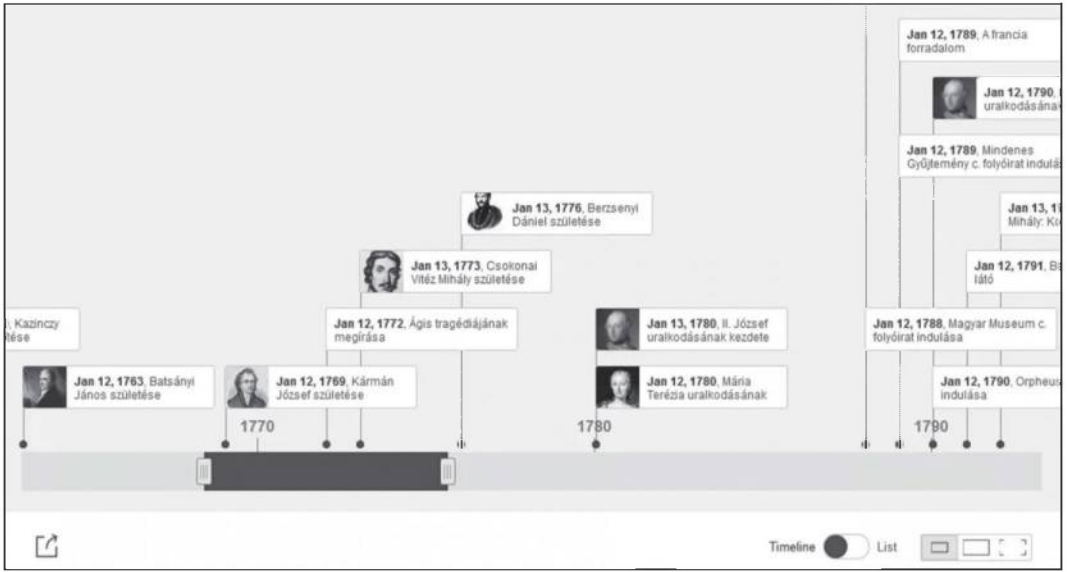 Jan 12, 1789, A francia
forradalom
Jan 12, 1790,
uralkodásána
Jan 12, 1789, Mindenes
Gyűjtemény c. folyóirat indulás
Jan 13, 1776, Berzsenyi
Dániel születése
Jan 13,
Mihály:
Jan 13, 1773, Csokonai
Vitéz Mihály születése
Jan 12, 1791,
látó
Kazinczy
tése
Jan 12, 1772, Ágis tragédiájának
megírása
Jan 13, 1780, II. József
uralkodásának kezdete
Jan 12, 1788, Magyar Museum c.
folyóirat indulása
Jan 12, 1763, Batsányi
János születése
Jan 12, 1769, Kármán
József születése
Jan 12, 1780, Mária
Terézia uralkodásának
Jan 12, 1790, Orpheus
indulása
1770
1780
1790
Timeline
List